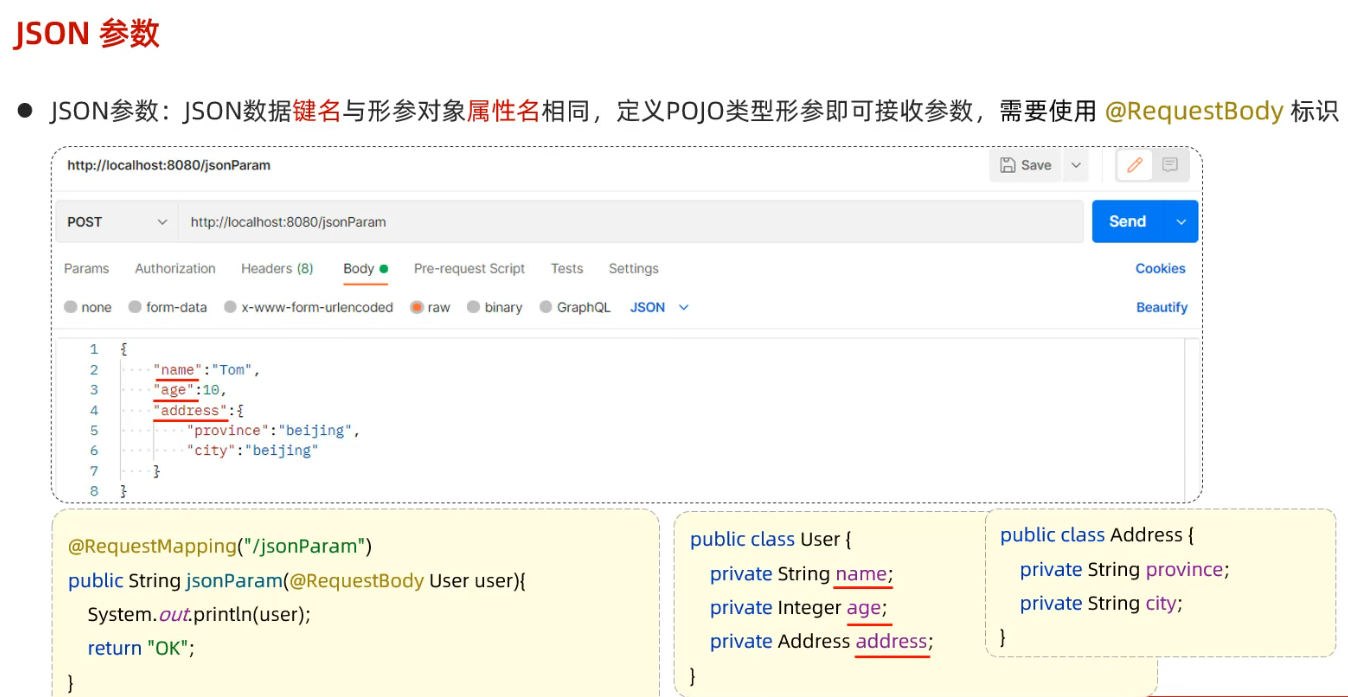 JSON 参数
● JSON参数：JSON数据键名与形参对象属性名相同，定义POJO类型形参即可接收参数，需要使用 @RequestBody 标识
http://localhost:8080/jsonParam Save
POST http://localhost:8080/jsonParam Send
Params Authorization Headers (8) Body Pre-request Script Tests Settings Cookies
none form-data x-www-form-urlencoded raw binary GraphQL JSON Beautify
1 {
2 "name":"Tom",
3 "age":10,
4 "address":{
5 "province":"beijing",
6 "city":"beijing"
7 }
8 }
@RequestMapping("/jsonParam")
public String jsonParam(@RequestBody User user){
System.out.println(user);
return "OK";
}
public class User {
private String name;
private Integer age;
private Address address;
}
public class Address {
private String province;
private String city;
}